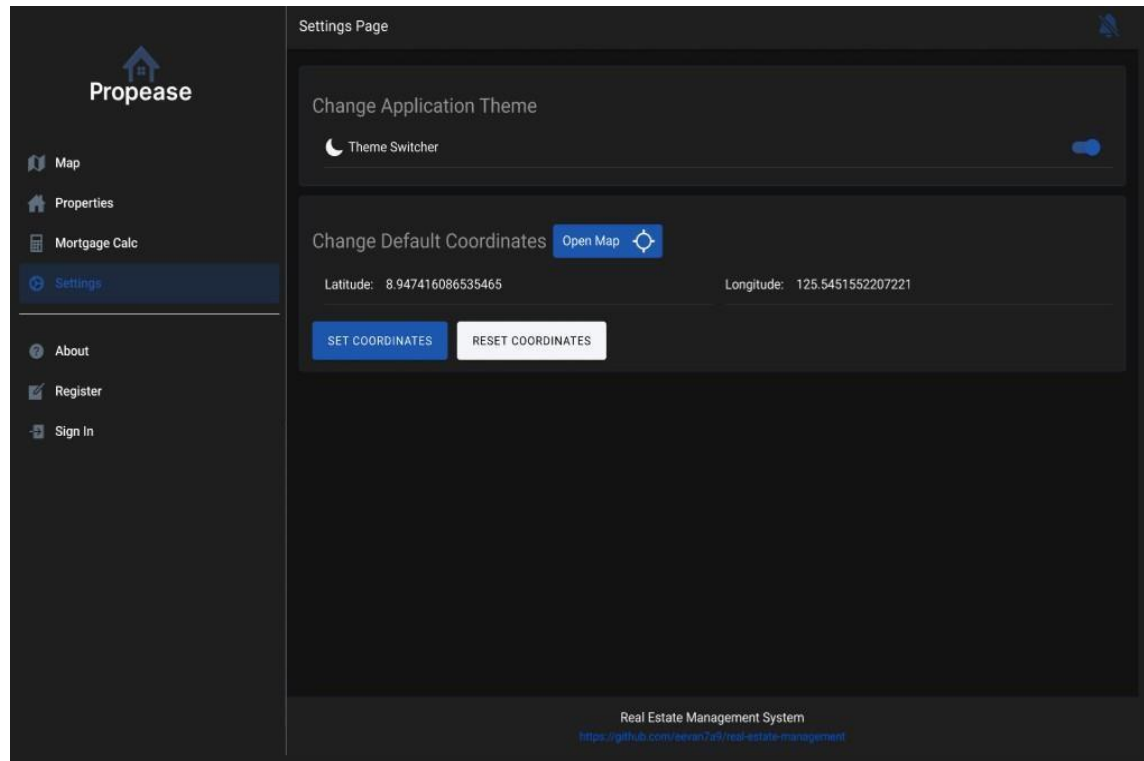 Propease
Map
Properties
Mortgage Calc
Settings
About
Register
Sign In
Settings Page
Change Application Theme
Theme Switcher
Change Default Coordinates Open Map
Latitude: 8.947416086535465 Longitude: 125.5451552207221
SET COORDINATES RESET COORDINATES
Real Estate Management System
https://github.com/eevan7a9/real-estate-management